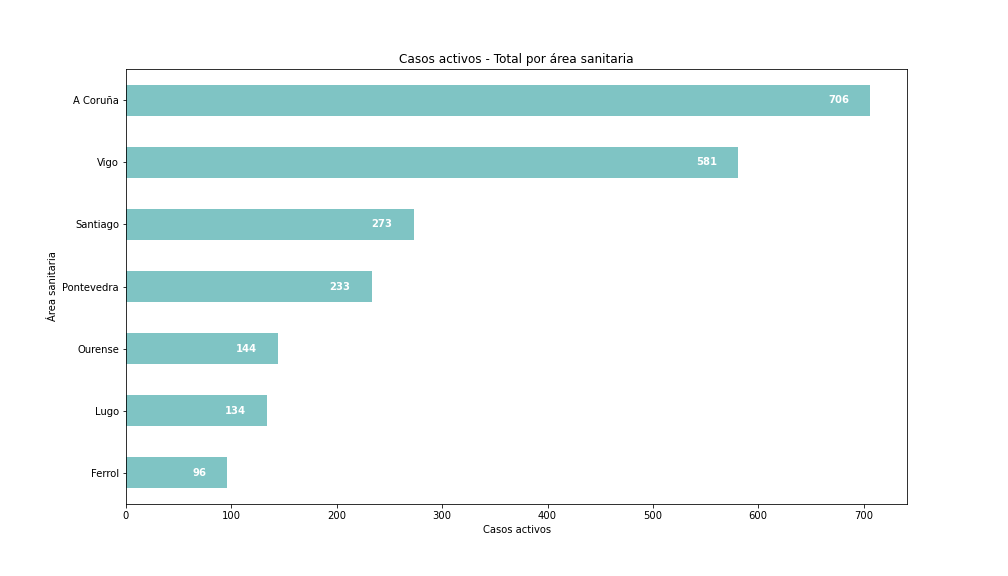 Casos activos - Total por área sanitaria
Área sanitaria
A Coruña 706
Vigo 581
Santiago 273
Pontevedra 233
Ourense 144
Lugo 134
Ferrol 96
0 100 200 300 400 500 600 700
Casos activos